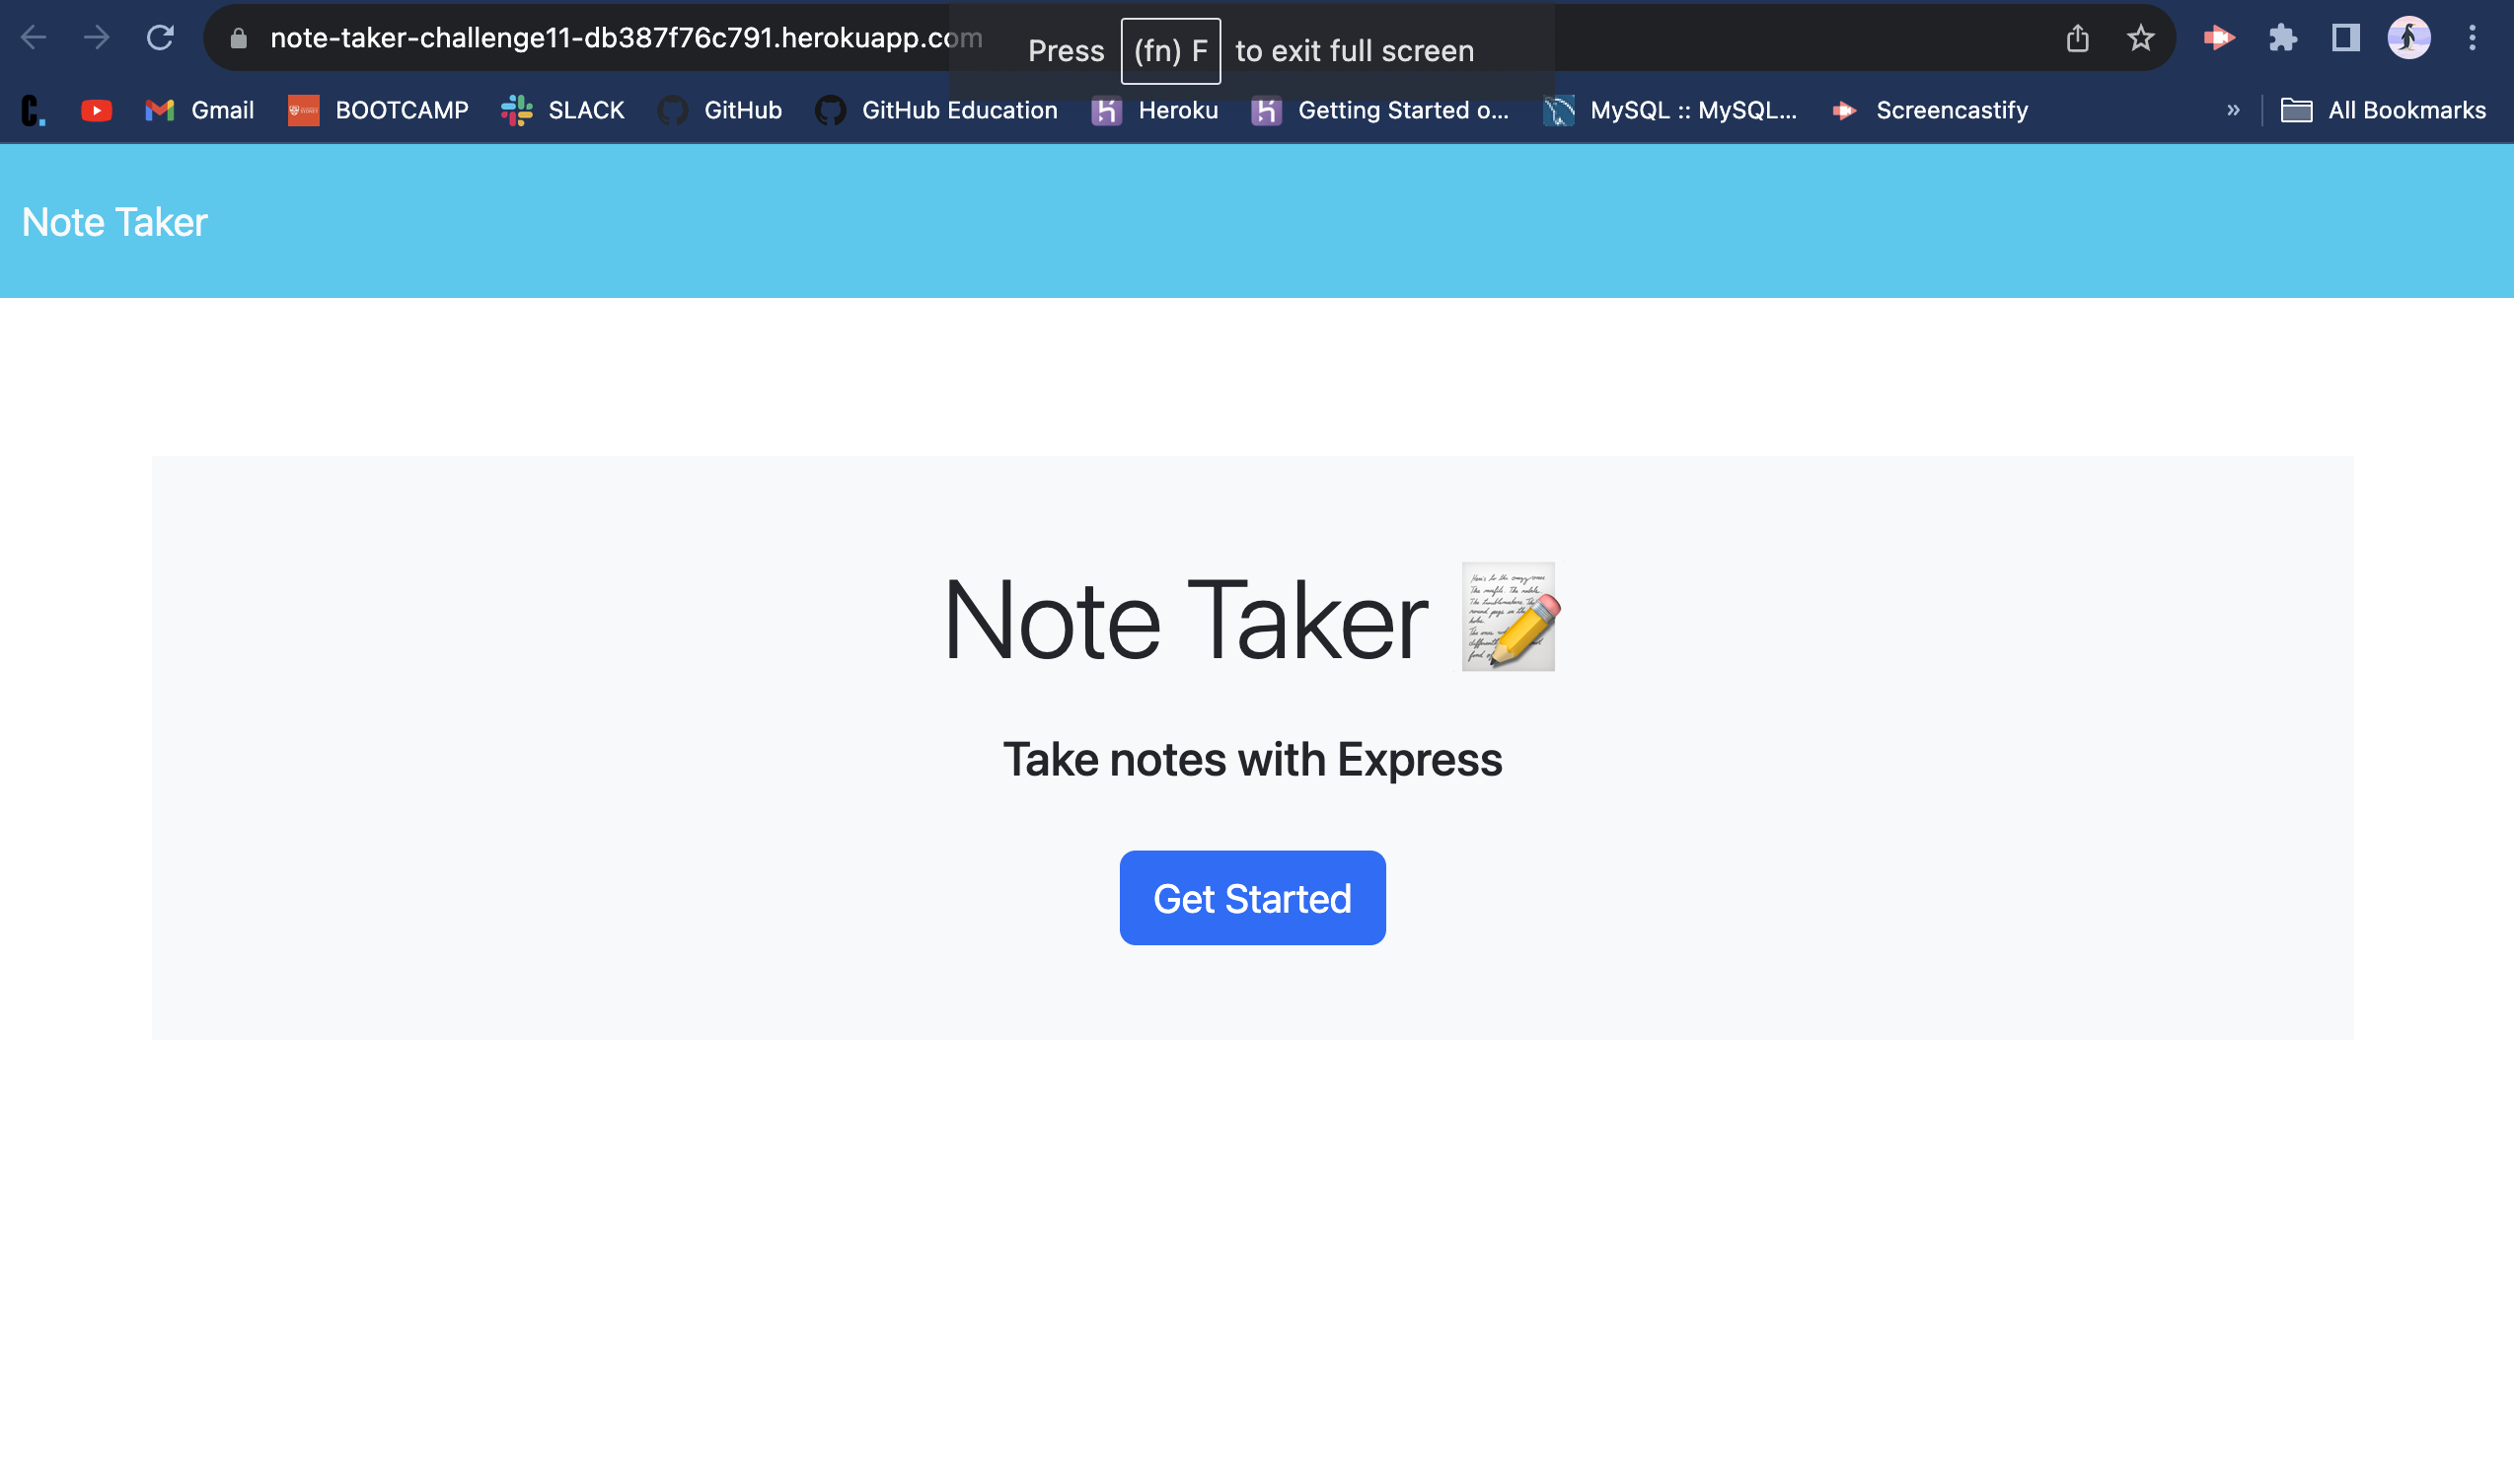 note-taker-challenge11-db387f76c791.herokuapp.com
Press (fn) F to exit full screen
C. Gmail BOOTCAMP SLACK GitHub GitHub Education Heroku Getting Started o... MySQL :: MySQL... Screencastify » All Bookmarks
Note Taker
Note Taker
Take notes with Express
Get Started